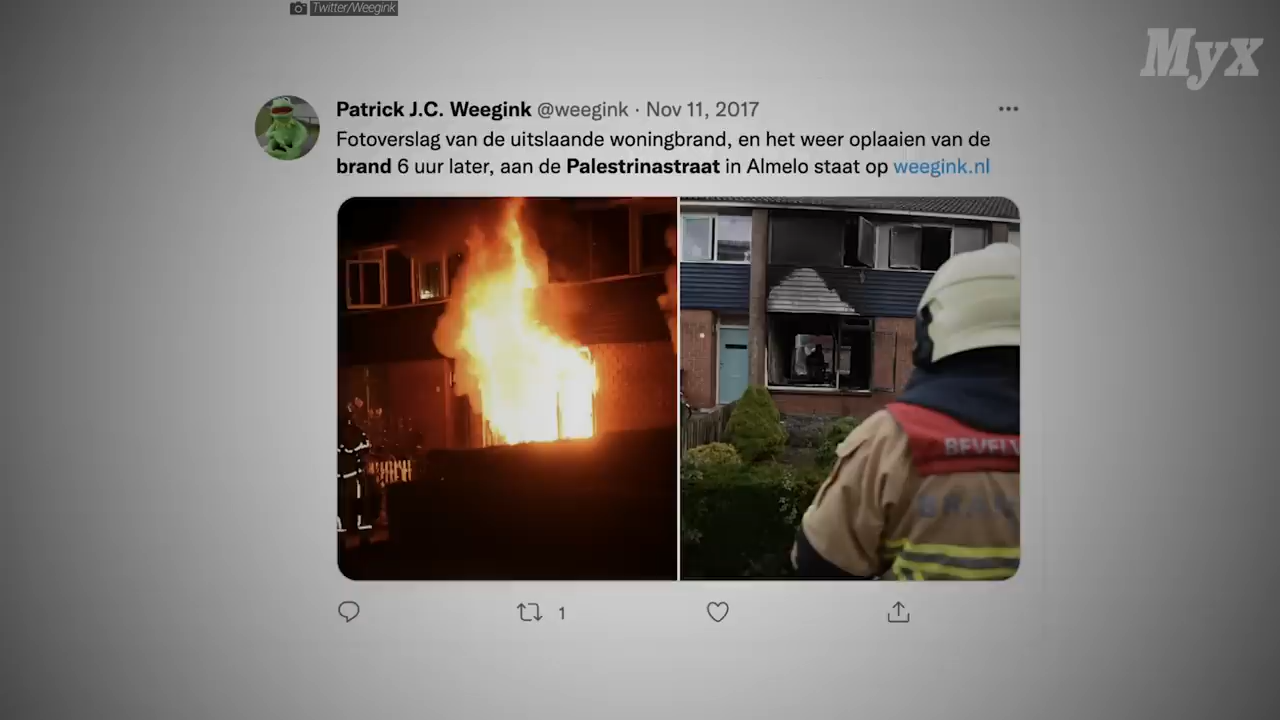 Twitter/Weegink
Myx
Patrick J.C. Weegink @weegink · Nov 11, 2017
Fotoverslag van de uitslaande woningbrand, en het weer oplaaien van de
brand 6 uur later, aan de Palestrinastraat in Almelo staat op weegink.nl
BEVELV
1